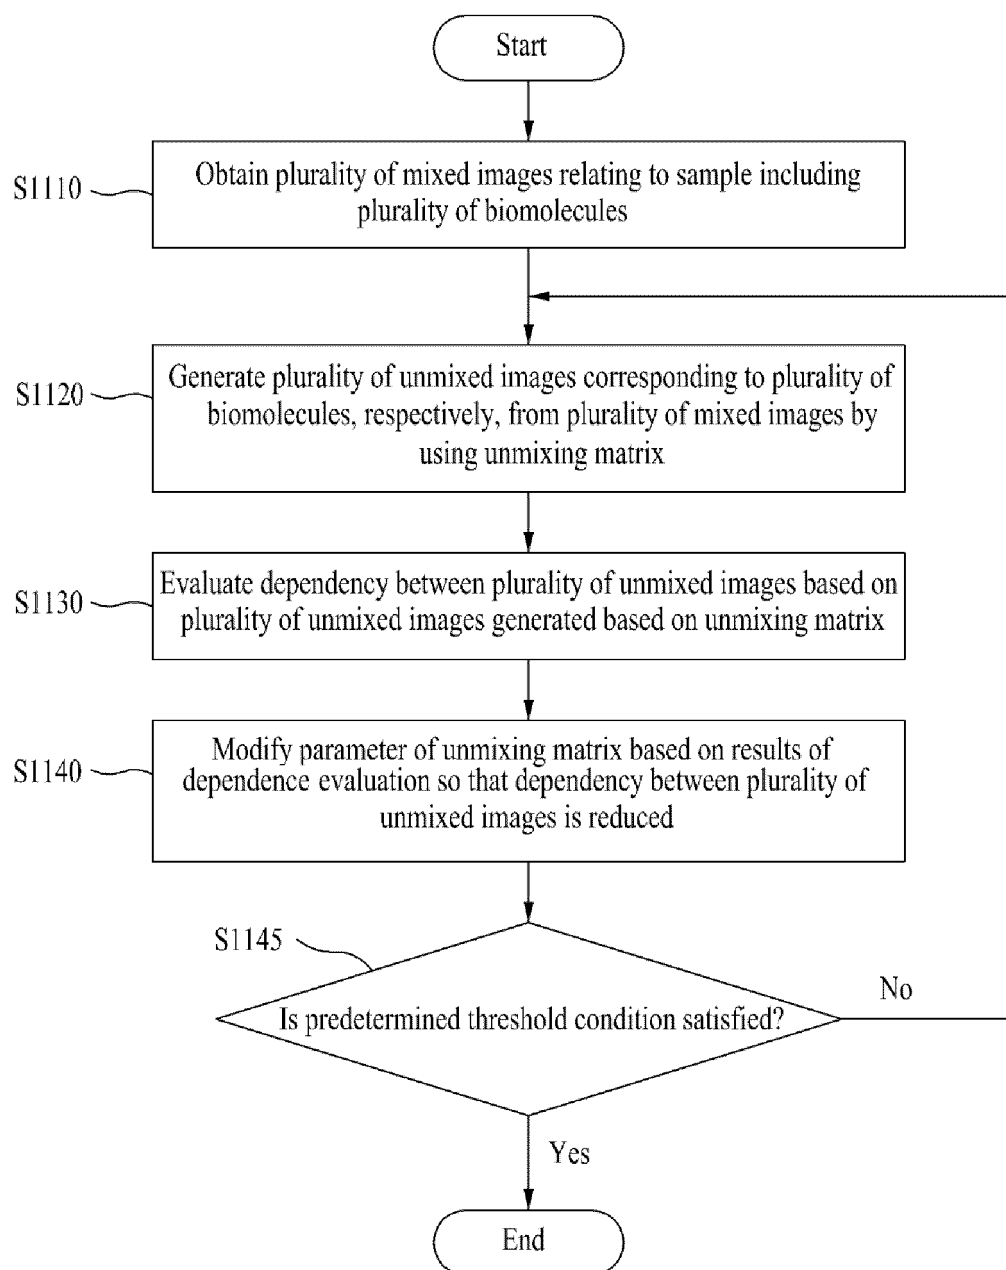 Start
S1110
Obtain plurality of mixed images relating to sample including
plurality of biomolecules
S1120
Generate plurality of unmixed images corresponding to plurality of
biomolecules, respectively, from plurality of mixed images by
using unmixing matrix
S1130
Evaluate dependency between plurality of unmixed images based on
plurality of unmixed images generated based on unmixing matrix
S1140
Modify parameter of unmixing matrix based on results of
dependence evaluation so that dependency between plurality of
unmixed images is reduced
S1145
Is predetermined threshold condition satisfied?
No
Yes
End